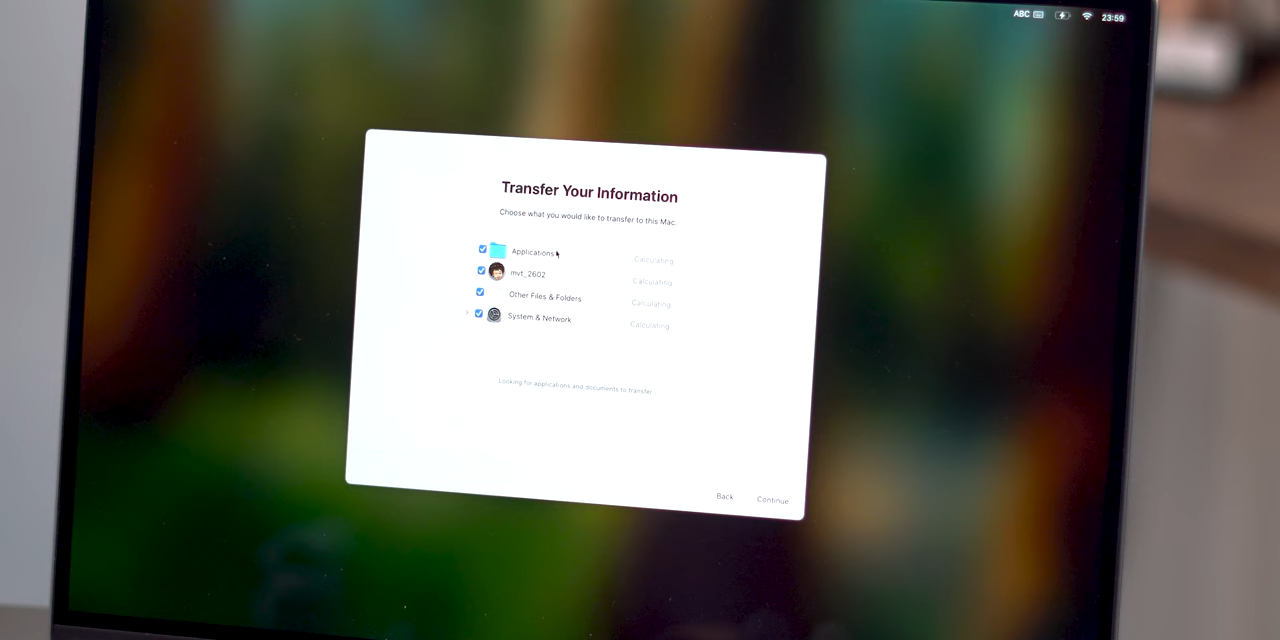 ABC 23:59
Transfer Your Information
Choose what you would like to transfer to this Mac.
Applications Calculating
mvt_2602 Calculating
Other Files & Folders Calculating
System & Network Calculating
Looking for applications and documents to transfer
Back Continue